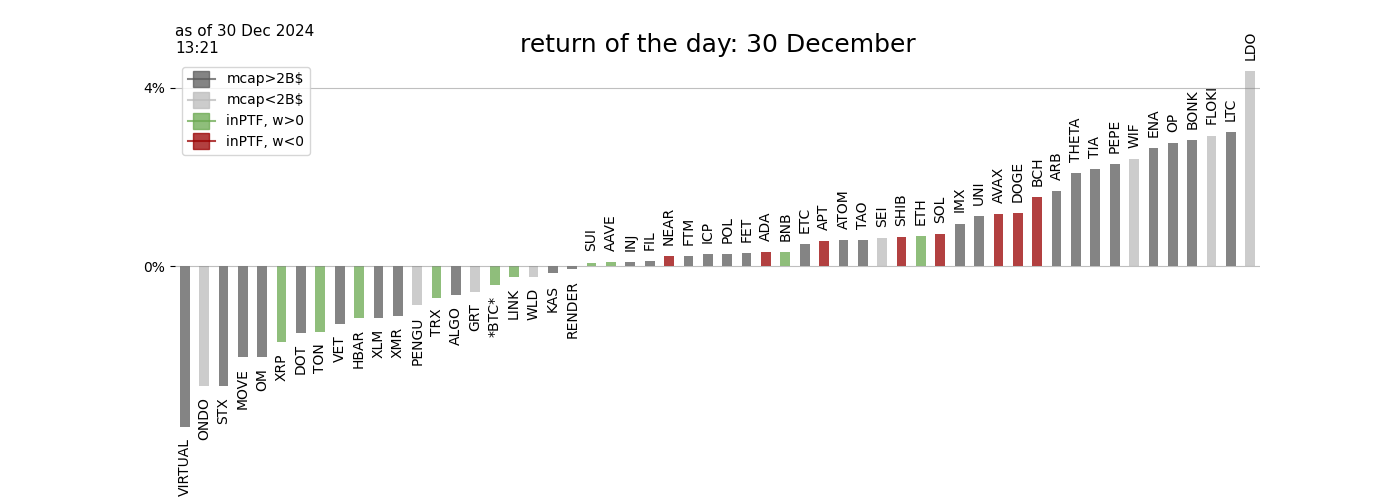 as of 30 Dec 2024
13:21
return of the day: 30 December
mcap>2B$
mcap<2B$
inPTF, w>0
inPTF, w<0
4%
0%
VIRTUAL
ONDO
STX
MOVE
OM
XRP
DOT
TON
VET
HBAR
XLM
XMR
PENGU
TRX
ALGO
GRT
*BTC*
LINK
WLD
KAS
RENDER
SUI
AAVE
INJ
FIL
NEAR
FTM
ICP
POL
FET
ADA
BNB
ETC
APT
ATOM
TAO
SEI
SHIB
ETH
SOL
IMX
UNI
AVAX
DOGE
BCH
ARB
THETA
TIA
PEPE
WIF
ENA
OP
BONK
FLOKI
LTC
LDO